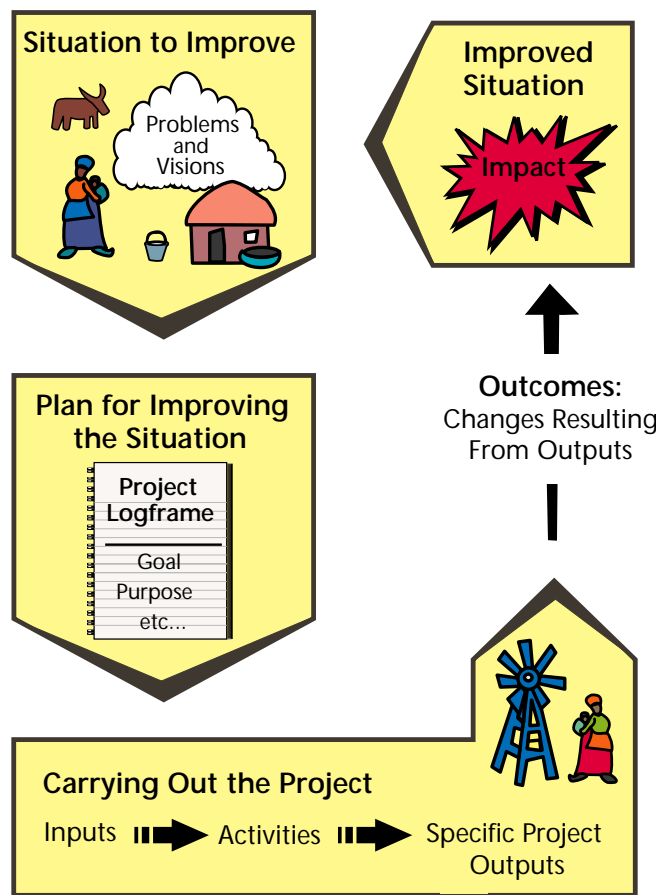 Situation to Improve
Problems
and
Visions
Plan for Improving
the Situation
Project
Logframe
Goal
Purpose
etc...
Carrying Out the Project
Inputs Activities Specific Project
Outputs
Outcomes:
Changes Resulting
From Outputs
Improved
Situation
Impact